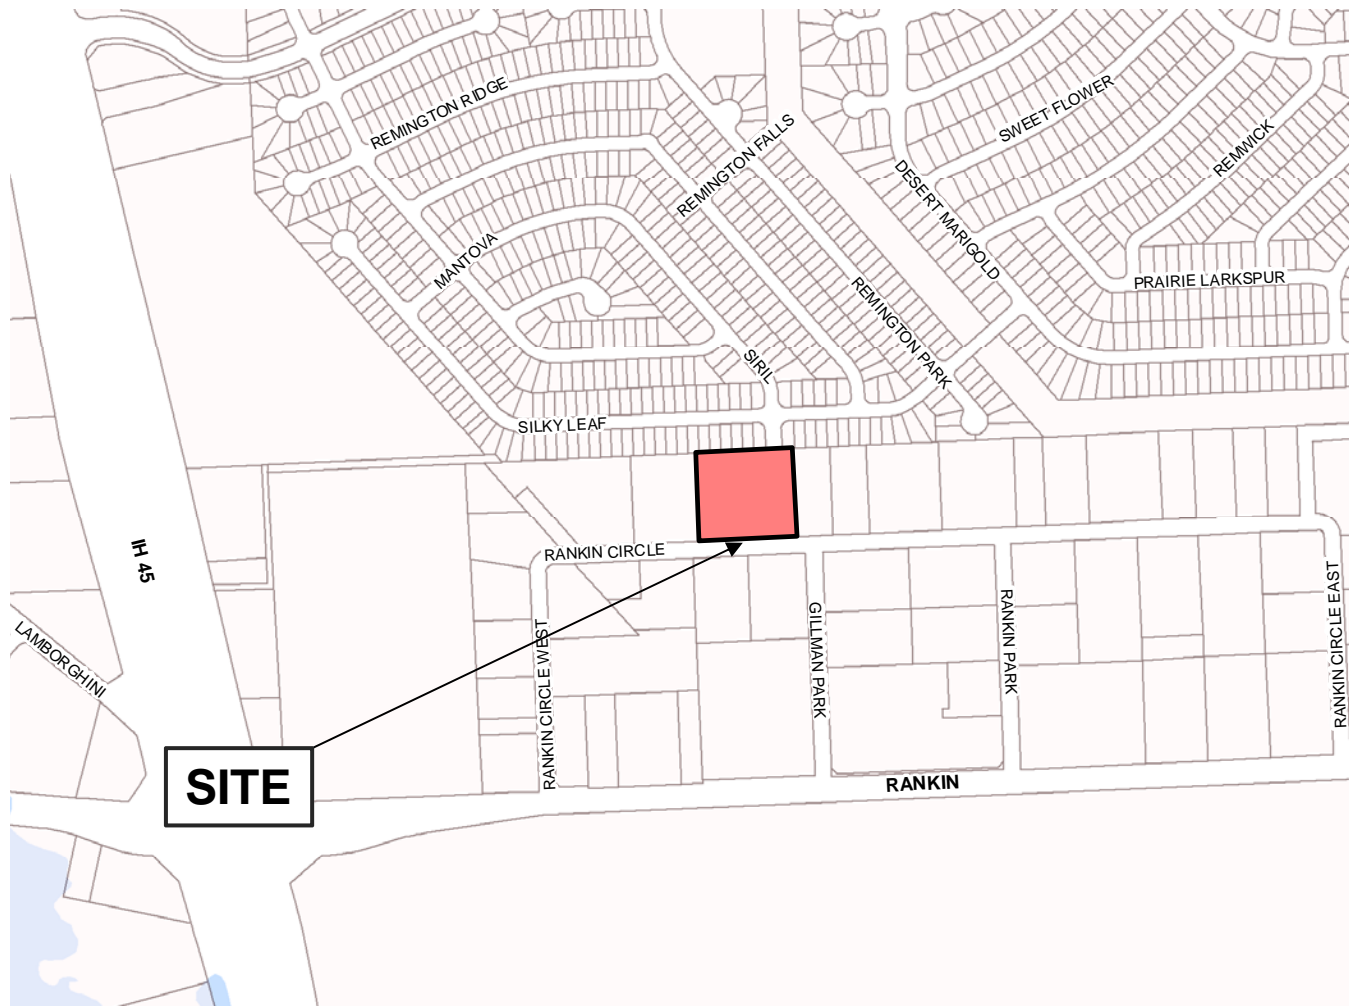 REMINGTON RIDGE
SWEET FLOWER
REMINGTON FALLS
REMWICK
DESERT MARIGOLD
MANTOVA
PRAIRIE LARKSPUR
REMINGTON PARK
SIRIL
SILKY LEAF
IH 45
RANKIN CIRCLE
LAMBORGHINI
RANKIN CIRCLE WEST
GILLMAN PARK
RANKIN PARK
RANKIN CIRCLE EAST
SITE
RANKIN